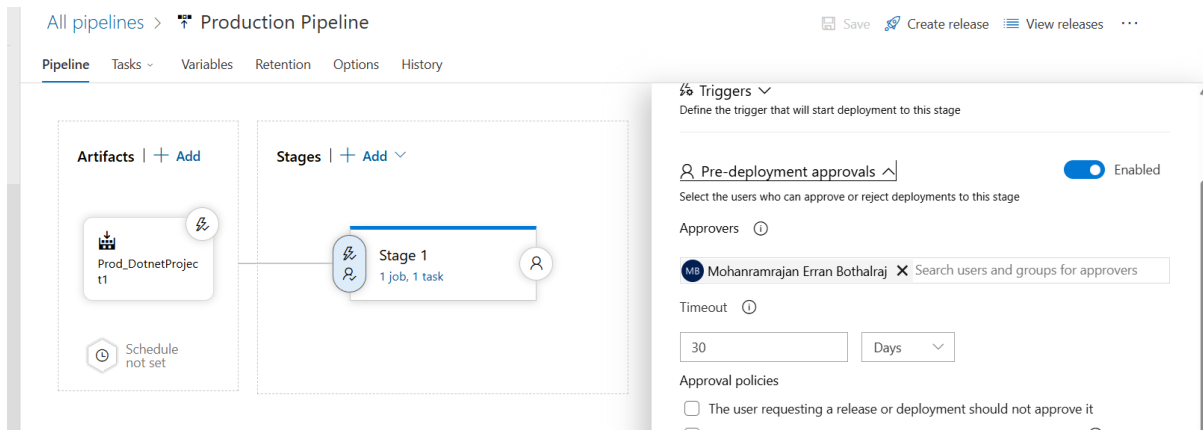 All pipelines > Production Pipeline
Save Create release View releases ...
Pipeline Tasks Variables Retention Options History
Artifacts | + Add
Stages | + Add
Prod_DotnetProjec
t1
Schedule
not set
Stage 1
1 job, 1 task
Triggers
Define the trigger that will start deployment to this stage
Pre-deployment approvals
Enabled
Select the users who can approve or reject deployments to this stage
Approvers
MB Mohanramrajan Erran Bothalraj Search users and groups for approvers
Timeout
30 Days
Approval policies
The user requesting a release or deployment should not approve it